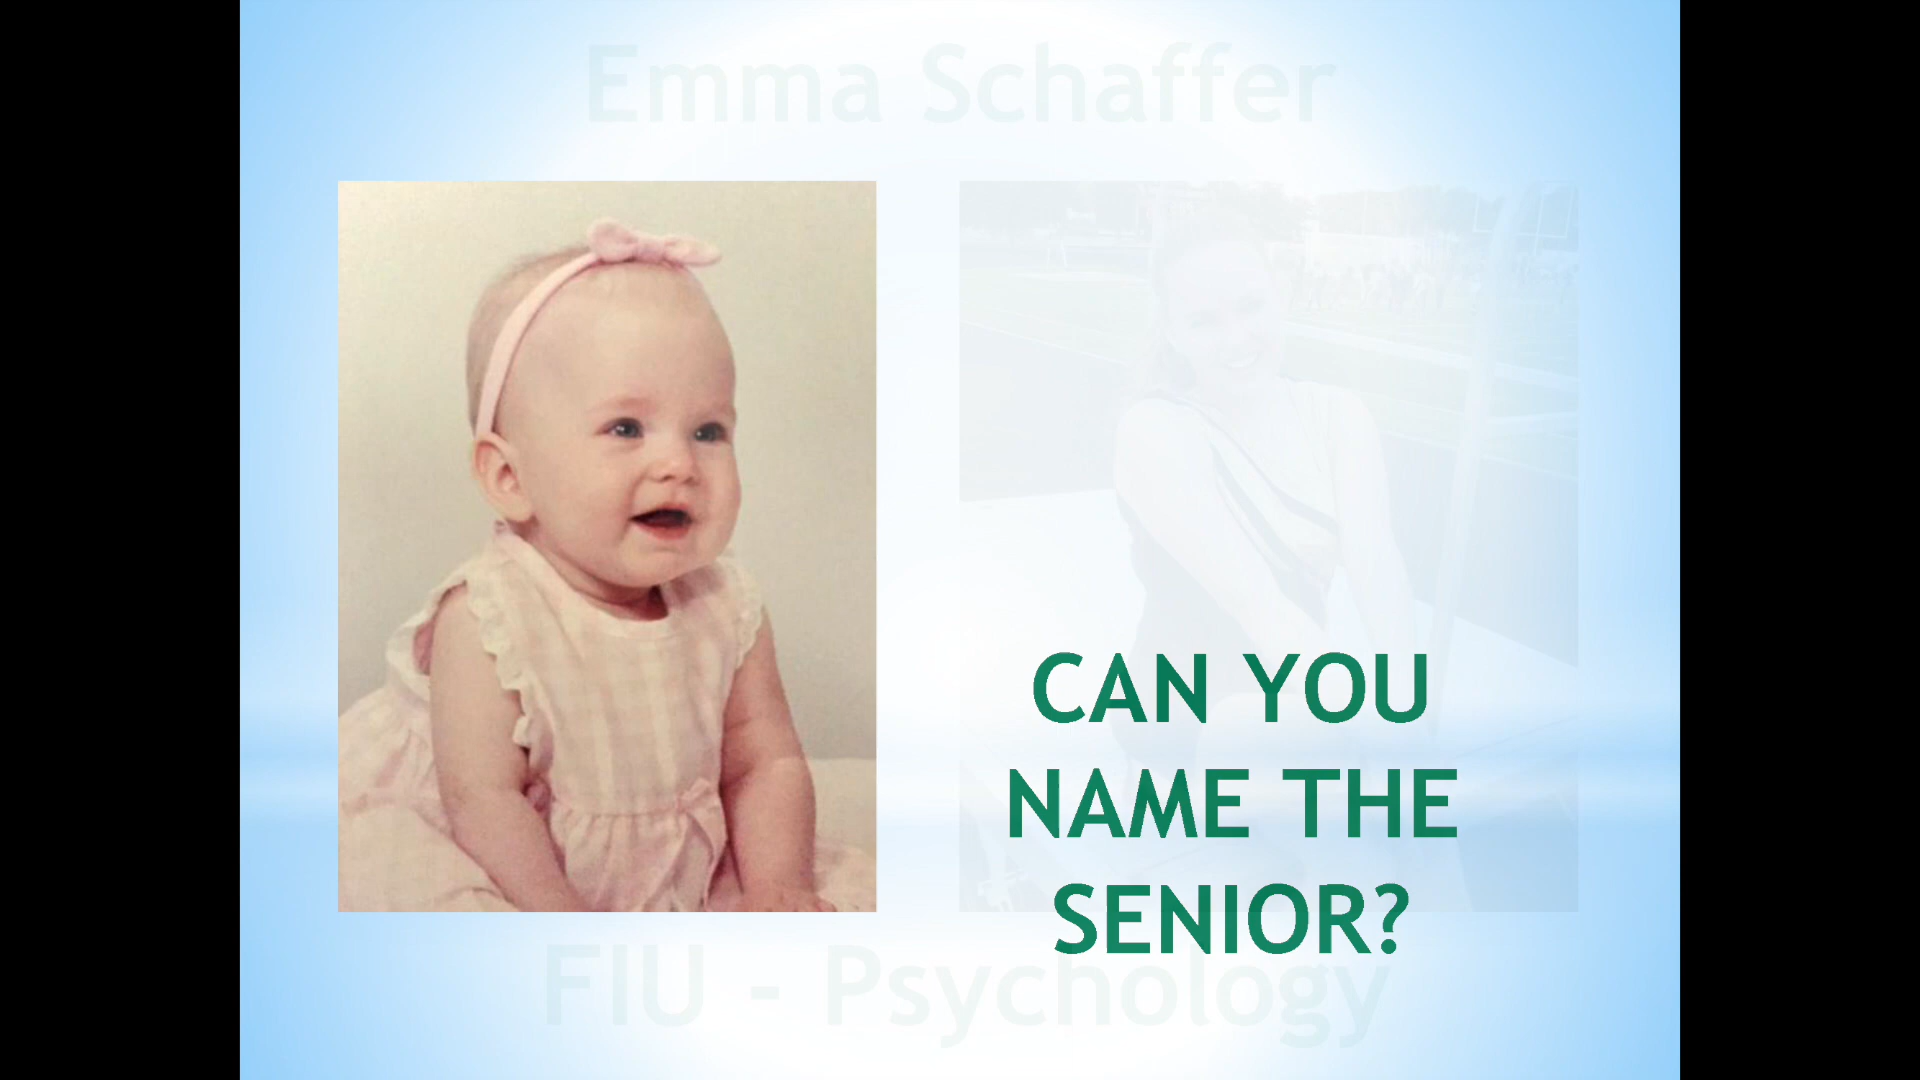 Emma Schaffer
CAN YOU
NAME THE
SENIOR?
FIU - Psychology